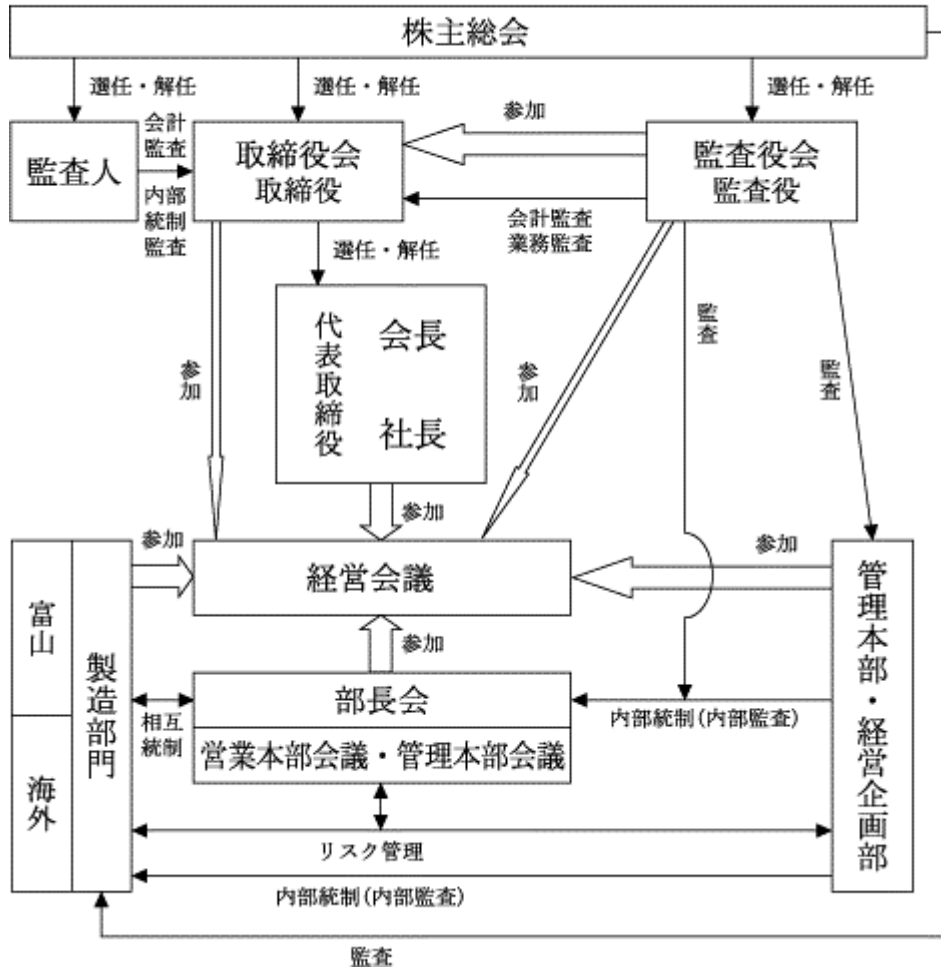 株主総会
選任・解任
選任・解任
選任・解任
監査人
会計
監査
内部
統制
監査
取締役会
取締役
参加
会計監査
業務監査
監査役会
監査役
選任・解任
代表取締役
会長
社長
参加
参加
監査
監査
参加
参加
参加
経営会議
参加
富山
海外
製造部門
相互
統制
部長会
営業本部会議・管理本部会議
内部統制(内部監査)
管理本部・経営企画部
リスク管理
内部統制(内部監査)
監査